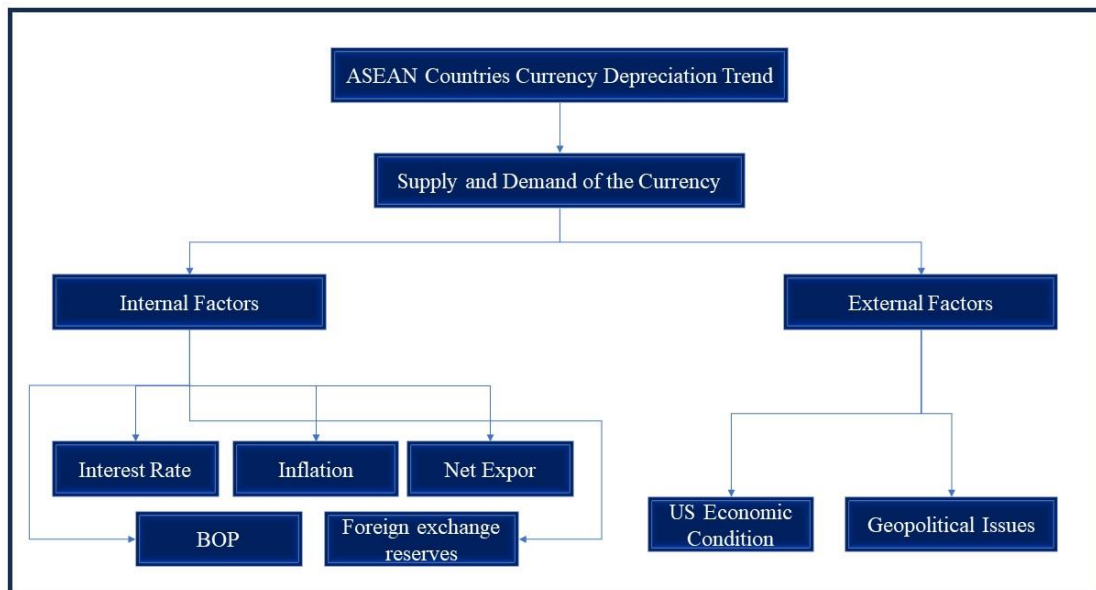 ASEAN Countries Currency Depreciation Trend
Supply and Demand of the Currency
Internal Factors
External Factors
Interest Rate
Inflation
Net Expor
BOP
Foreign exchange
reserves
US Economic
Condition
Geopolitical Issues